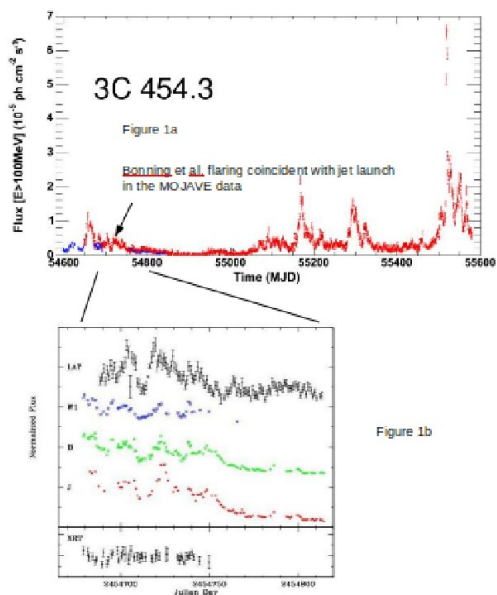 7
6
5
4
3
2
1
0
Flux [E>100MeV] (10⁻⁵ ph cm⁻² s⁻¹)
3C 454.3
Figure 1a
Bonning et al. flaring coincident with jet launch
in the MOJAVE data
54600 54800 55000 55200 55400 55600
Time (MJD)
Normalized Flux
LAT
B
J
XRT
Figure 1b
2454700 2454750 2454800
Julian Day